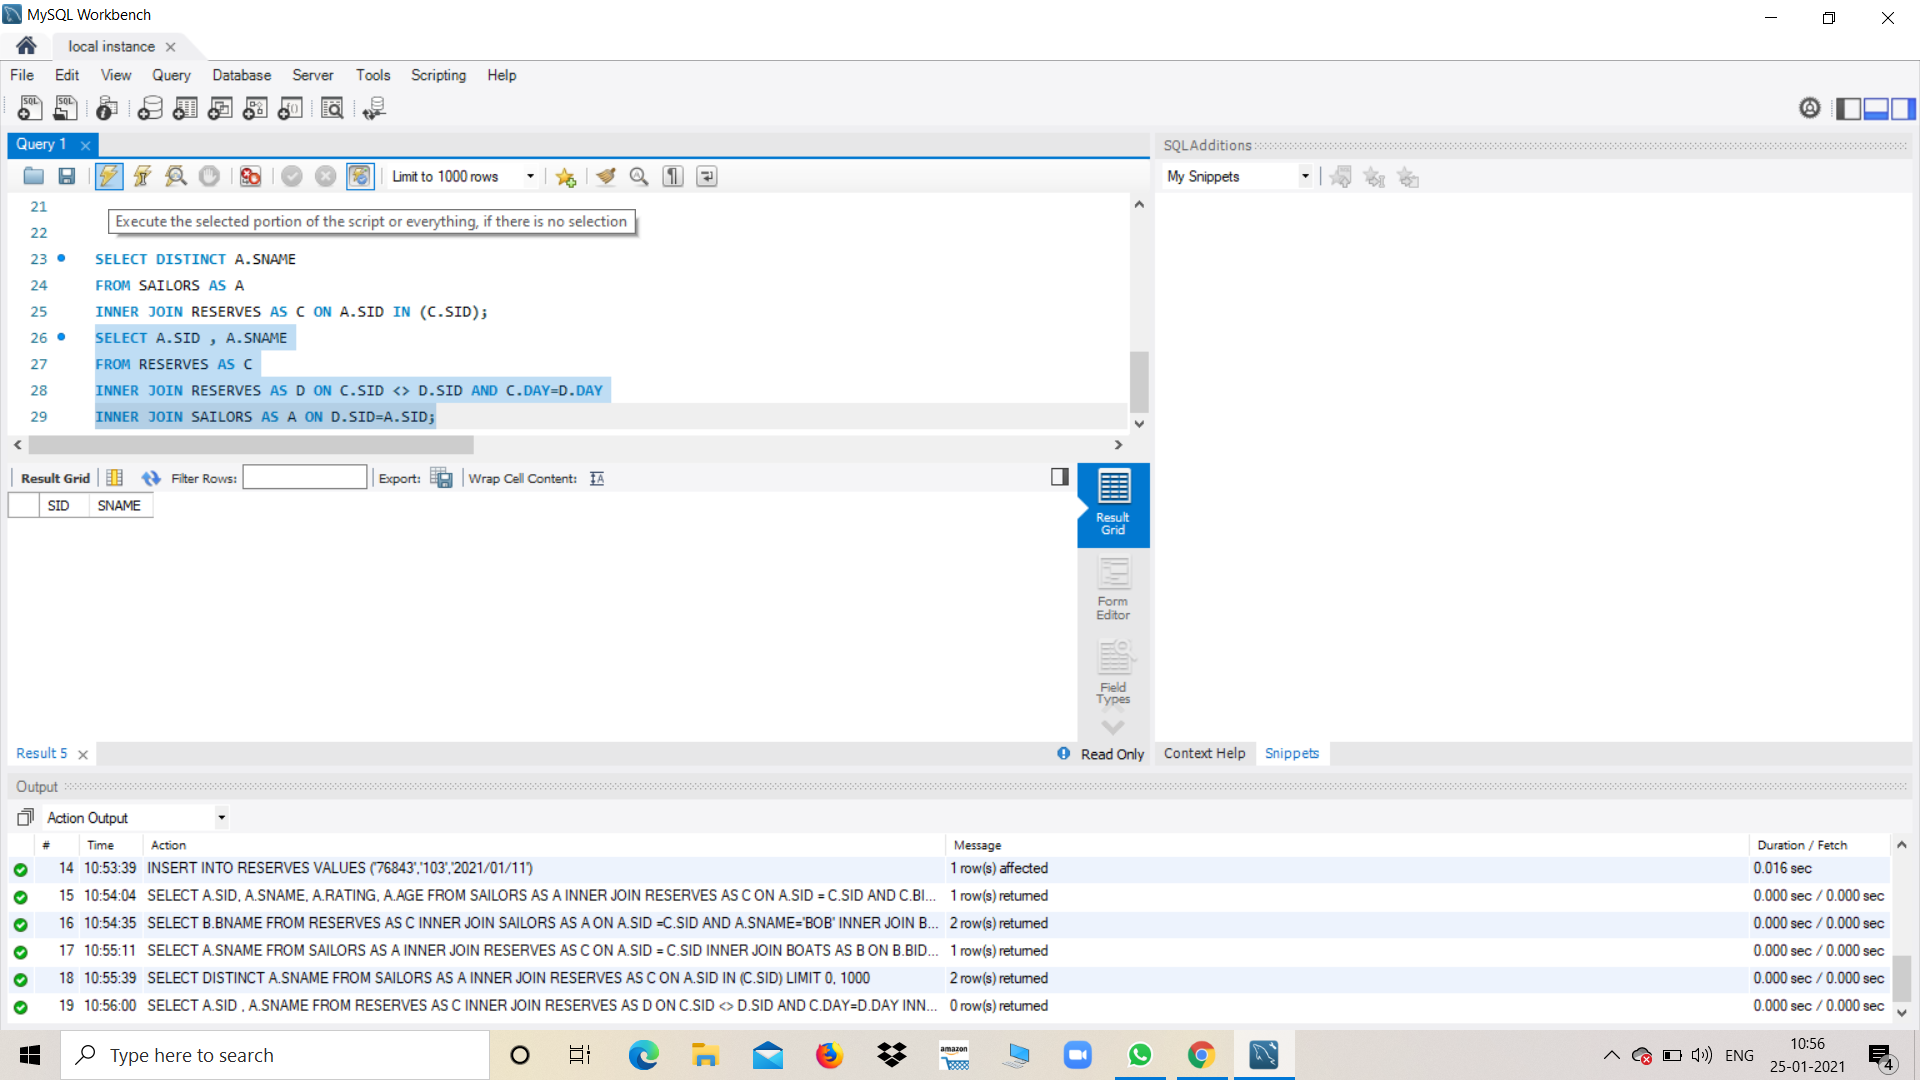 MySQL Workbench
local instance
File Edit View Query Database Server Tools Scripting Help
Query 1
SQLAdditions
Limit to 1000 rows
My Snippets
21
Execute the selected portion of the script or everything, if there is no selection
22
23 SELECT DISTINCT A.SNAME
24 FROM SAILORS AS A
25 INNER JOIN RESERVES AS C ON A.SID IN (C.SID);
26 SELECT A.SID , A.SNAME
27 FROM RESERVES AS C
28 INNER JOIN RESERVES AS D ON C.SID <> D.SID AND C.DAY=D.DAY
29 INNER JOIN SAILORS AS A ON D.SID=A.SID;
Result Grid Filter Rows: Export: Wrap Cell Content:
SID SNAME
Result Grid
Form Editor
Field Types
Result 5
Read Only
Context Help Snippets
Output
Action Output
# Time Action Message Duration / Fetch
14 10:53:39 INSERT INTO RESERVES VALUES ('76843','103','2021/01/11') 1 row(s) affected 0.016 sec
15 10:54:04 SELECT A.SID, A.SNAME, A.RATING, A.AGE FROM SAILORS AS A INNER JOIN RESERVES AS C ON A.SID = C.SID AND C.BI... 1 row(s) returned 0.000 sec / 0.000 sec
16 10:54:35 SELECT B.BNAME FROM RESERVES AS C INNER JOIN SAILORS AS A ON A.SID =C.SID AND A.SNAME='BOB' INNER JOIN B... 2 row(s) returned 0.000 sec / 0.000 sec
17 10:55:11 SELECT A.SNAME FROM SAILORS AS A INNER JOIN RESERVES AS C ON A.SID = C.SID INNER JOIN BOATS AS B ON B.BID... 1 row(s) returned 0.000 sec / 0.000 sec
18 10:55:39 SELECT DISTINCT A.SNAME FROM SAILORS AS A INNER JOIN RESERVES AS C ON A.SID IN (C.SID) LIMIT 0, 1000 2 row(s) returned 0.000 sec / 0.000 sec
19 10:56:00 SELECT A.SID , A.SNAME FROM RESERVES AS C INNER JOIN RESERVES AS D ON C.SID <> D.SID AND C.DAY=D.DAY INN... 0 row(s) returned 0.000 sec / 0.000 sec
Type here to search
amazon
ENG
10:56
25-01-2021
4